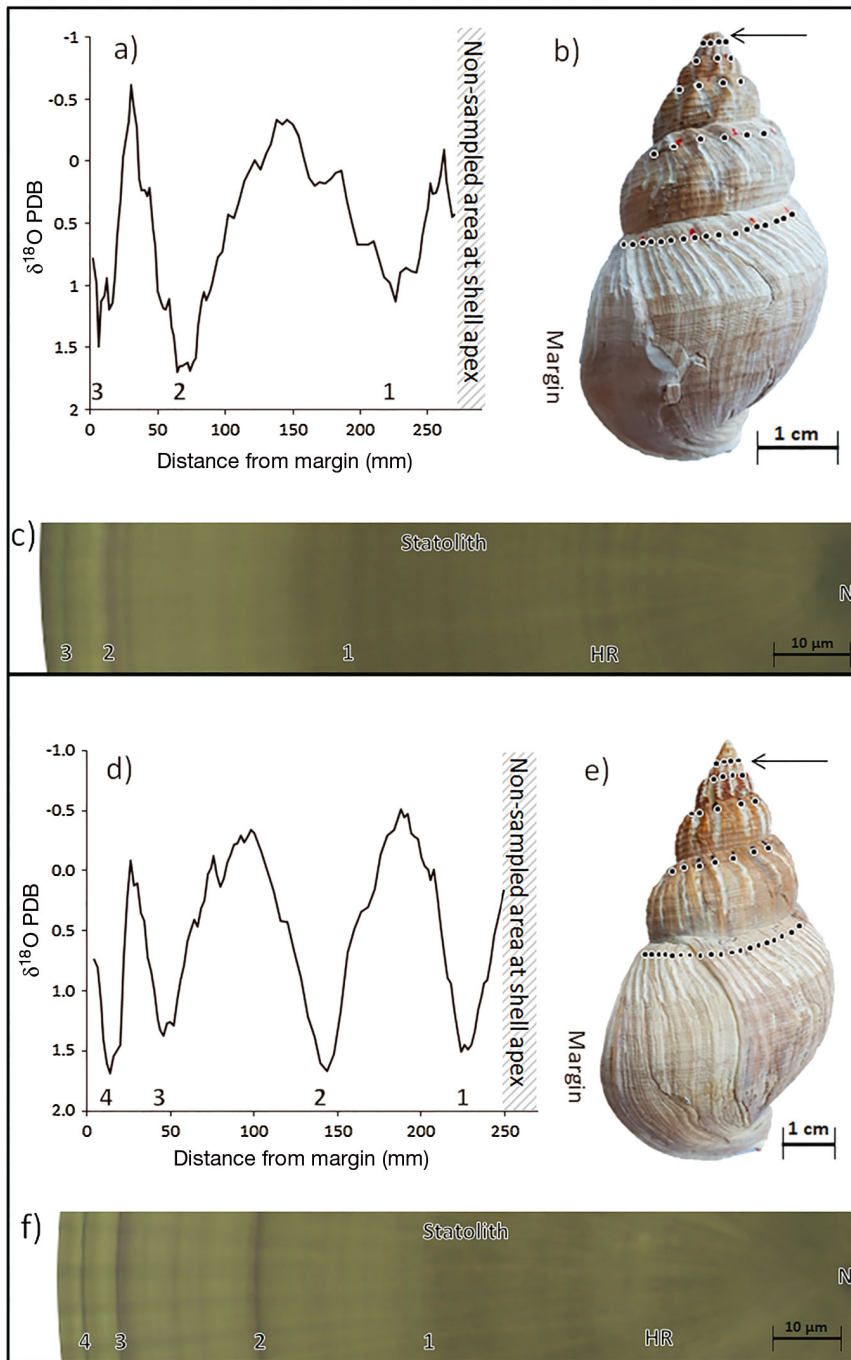 a)
-1
-0.5
0
0.5
1
1.5
2
δ18O PDB
3
2
1
0
50
100
150
200
250
Distance from margin (mm)
Non-sampled area at shell apex
b)
Margin
1 cm
c)
Statolith
N
3
2
1
HR
10 µm
d)
-1.0
-0.5
0.0
0.5
1.0
1.5
2.0
δ18O PDB
4
3
2
1
0
50
100
150
200
250
Distance from margin (mm)
Non-sampled area at shell apex
e)
Margin
1 cm
f)
Statolith
N
4
3
2
1
HR
10 µm